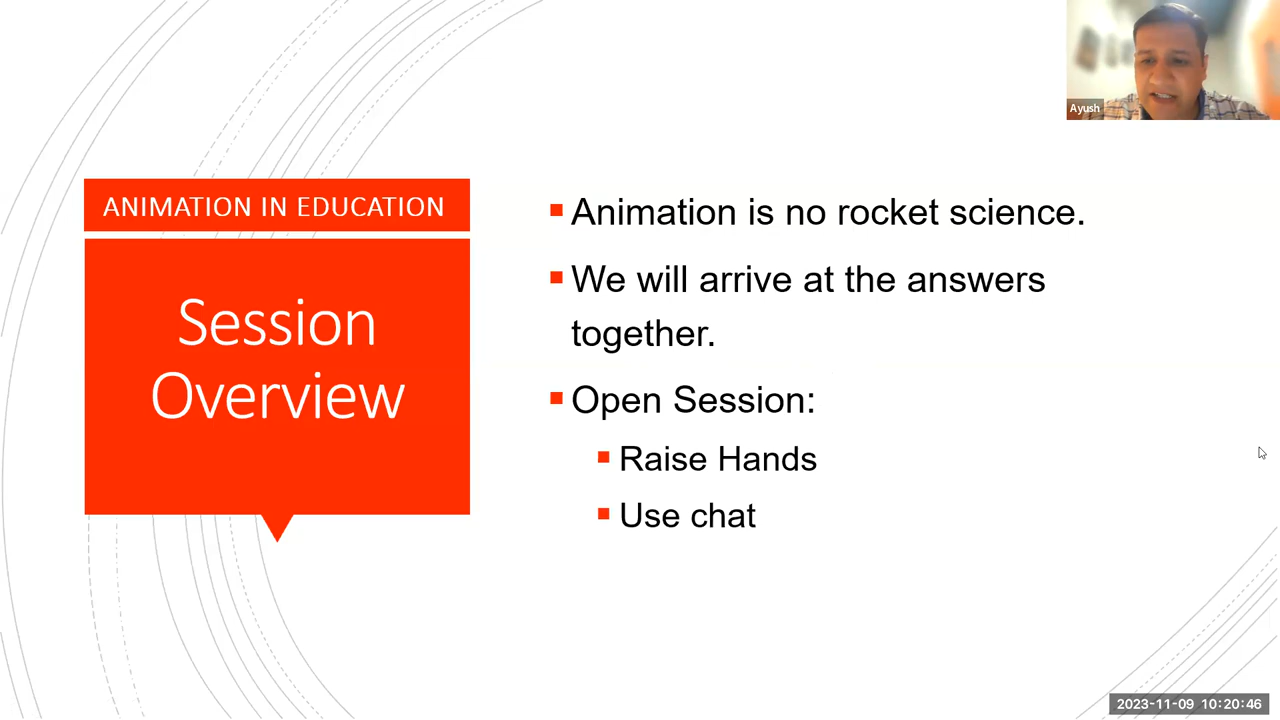 Ayush
ANIMATION IN EDUCATION
Session
Overview
Animation is no rocket science.
We will arrive at the answers
together.
Open Session:
Raise Hands
Use chat
2023-11-09 10:20:46